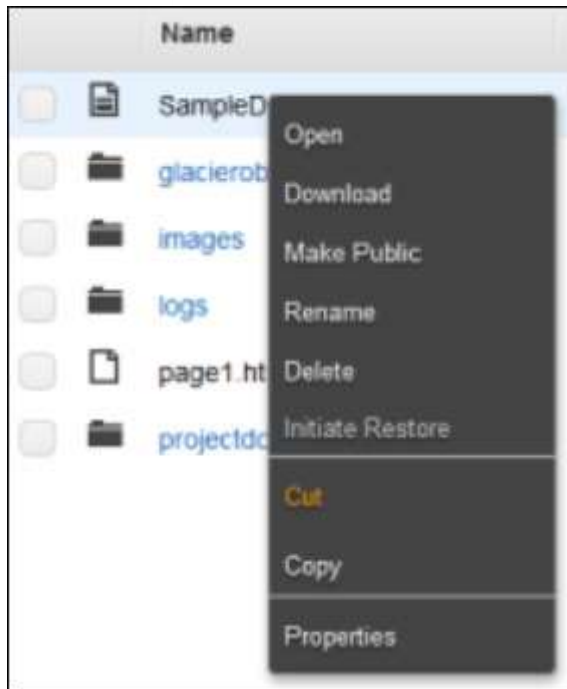 Name
SampleD
glacierob
images
logs
page1.ht
projectdc
Open
Download
Make Public
Rename
Delete
Initiate Restore
Cut
Copy
Properties